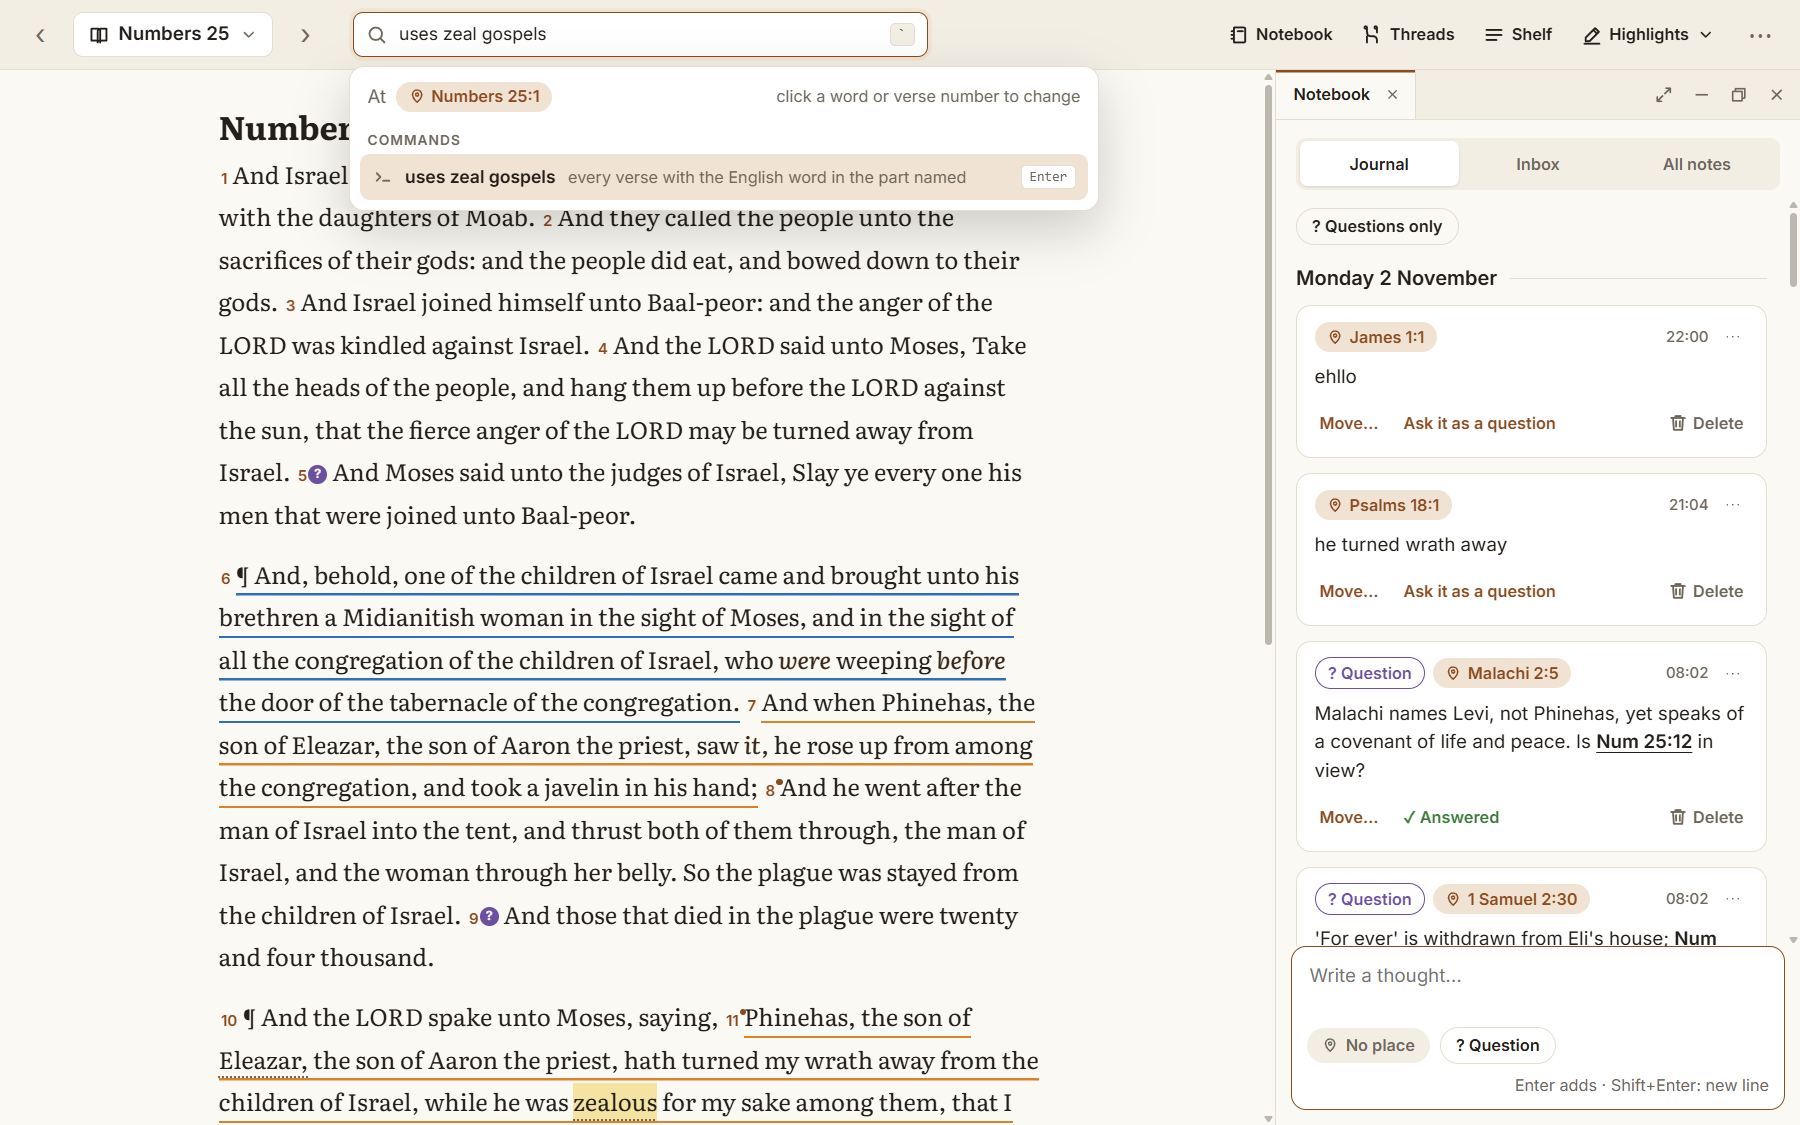 Numbers 25
uses zeal gospels
`
Notebook
Threads
Shelf
Highlights
At
Numbers 25:1
click a word or verse number to change
COMMANDS
uses zeal gospels every verse with the English word in the part named Enter
Number
1 And Israel
with the daughters of Moab. 2 And they called the people unto the
sacrifices of their gods: and the people did eat, and bowed down to their
gods. 3 And Israel joined himself unto Baal-peor: and the anger of the
LORD was kindled against Israel. 4 And the LORD said unto Moses, Take
all the heads of the people, and hang them up before the LORD against
the sun, that the fierce anger of the LORD may be turned away from
Israel. 5 ? And Moses said unto the judges of Israel, Slay ye every one his
men that were joined unto Baal-peor.
6 ¶ And, behold, one of the children of Israel came and brought unto his
brethren a Midianitish woman in the sight of Moses, and in the sight of
all the congregation of the children of Israel, who were weeping before
the door of the tabernacle of the congregation. 7 And when Phinehas, the
son of Eleazar, the son of Aaron the priest, saw it, he rose up from among
the congregation, and took a javelin in his hand; 8 And he went after the
man of Israel into the tent, and thrust both of them through, the man of
Israel, and the woman through her belly. So the plague was stayed from
the children of Israel. 9 ? And those that died in the plague were twenty
and four thousand.
10 ¶ And the LORD spake unto Moses, saying, 11 Phinehas, the son of
Eleazar, the son of Aaron the priest, hath turned my wrath away from the
children of Israel, while he was zealous for my sake among them, that I
Notebook
Journal
Inbox
All notes
? Questions only
Monday 2 November
James 1:1 22:00
ehllo
Move... Ask it as a question Delete
Psalms 18:1 21:04
he turned wrath away
Move... Ask it as a question Delete
? Question Malachi 2:5 08:02
Malachi names Levi, not Phinehas, yet speaks of
a covenant of life and peace. Is Num 25:12 in
view?
Move... ✓ Answered Delete
? Question 1 Samuel 2:30 08:02
'For ever' is withdrawn from Eli's house; Num
Write a thought...
No place ? Question
Enter adds · Shift+Enter: new line